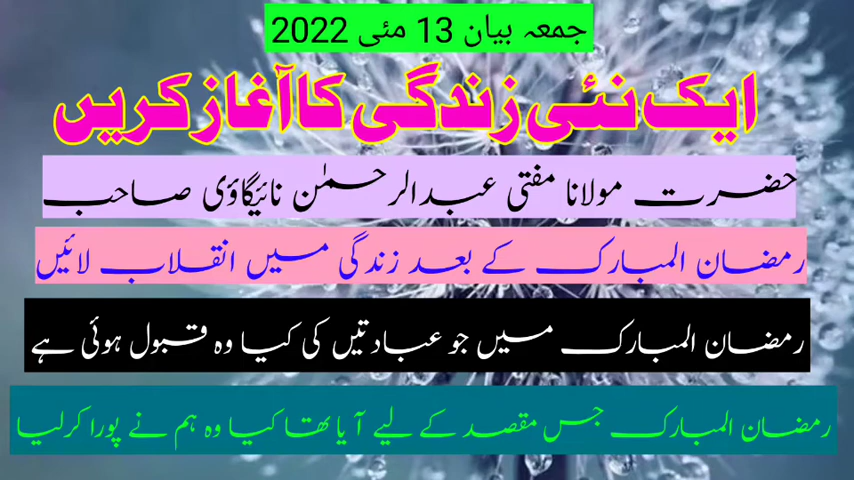 جمعہ بیان 13 مئی 2022
ایک نئی زندگی کا آغاز کریں
حضرت مولانا مفتی عبدالرحمٰن نائیگاؤی صاحب
رمضان المبارک کے بعد زندگی میں انقلاب لائیں
رمضان المبارک میں جو عبادتیں کی کیا وہ قبول ہوئی ہے
رمضان المبارک جس مقصد کے لیے آیا تھا کیا وہ ہم نے پورا کرلیا